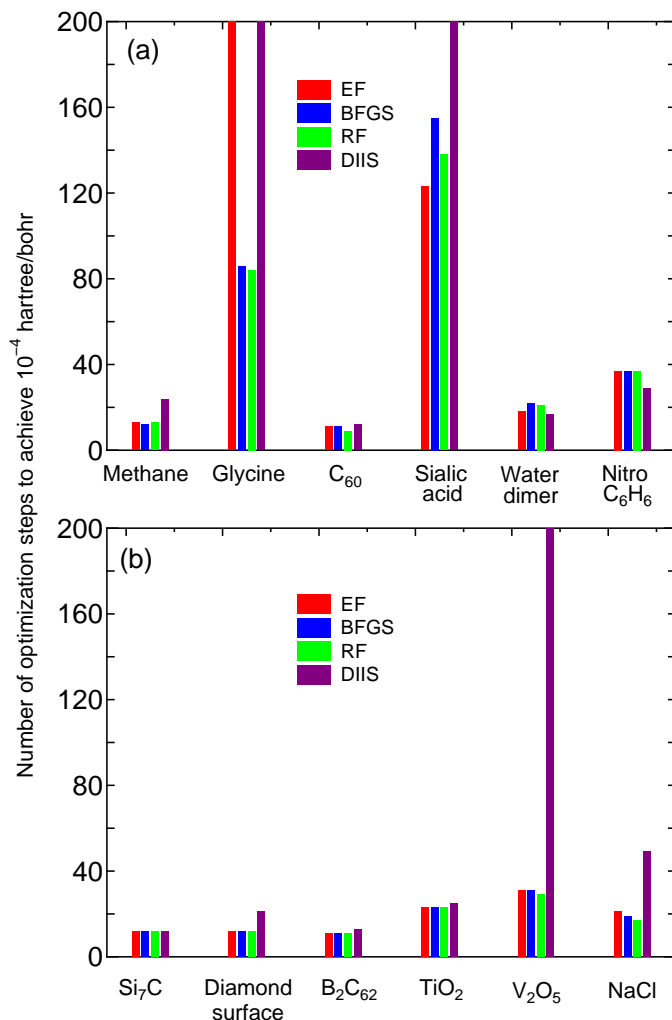 Number of optimization steps to achieve 10⁻⁴ hartree/bohr
(a)
200
160
120
80
40
0
EF
BFGS
RF
DIIS
Methane
Glycine
C₆₀
Sialic
acid
Water
dimer
Nitro
C₆H₆
(b)
200
160
120
80
40
0
EF
BFGS
RF
DIIS
Si₇C
Diamond
surface
B₂C₆₂
TiO₂
V₂O₅
NaCl